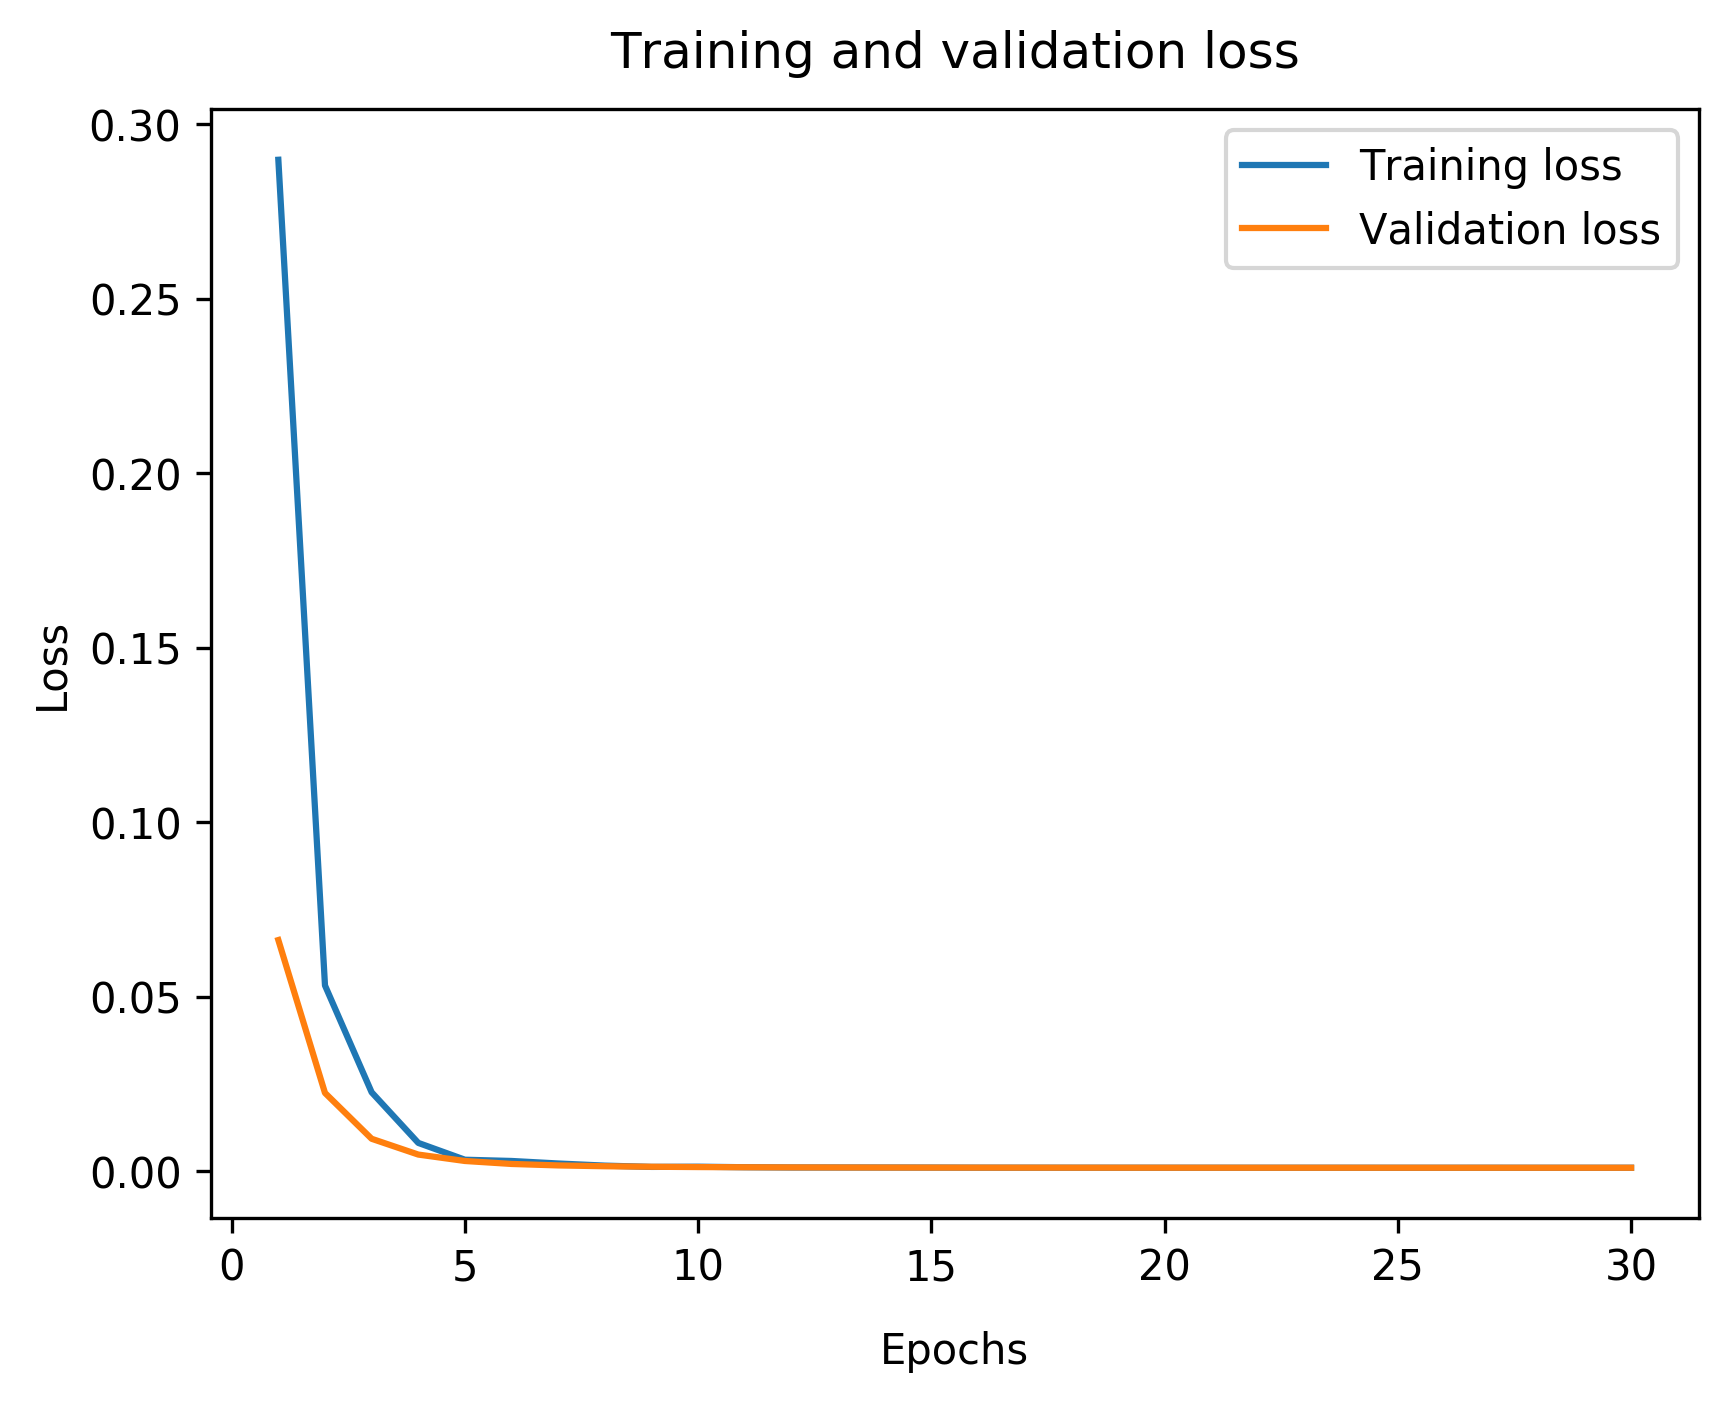 Training and validation loss
Training loss
Validation loss
0.30
0.25
0.20
0.15
0.10
0.05
0.00
Loss
0 5 10 15 20 25 30
Epochs